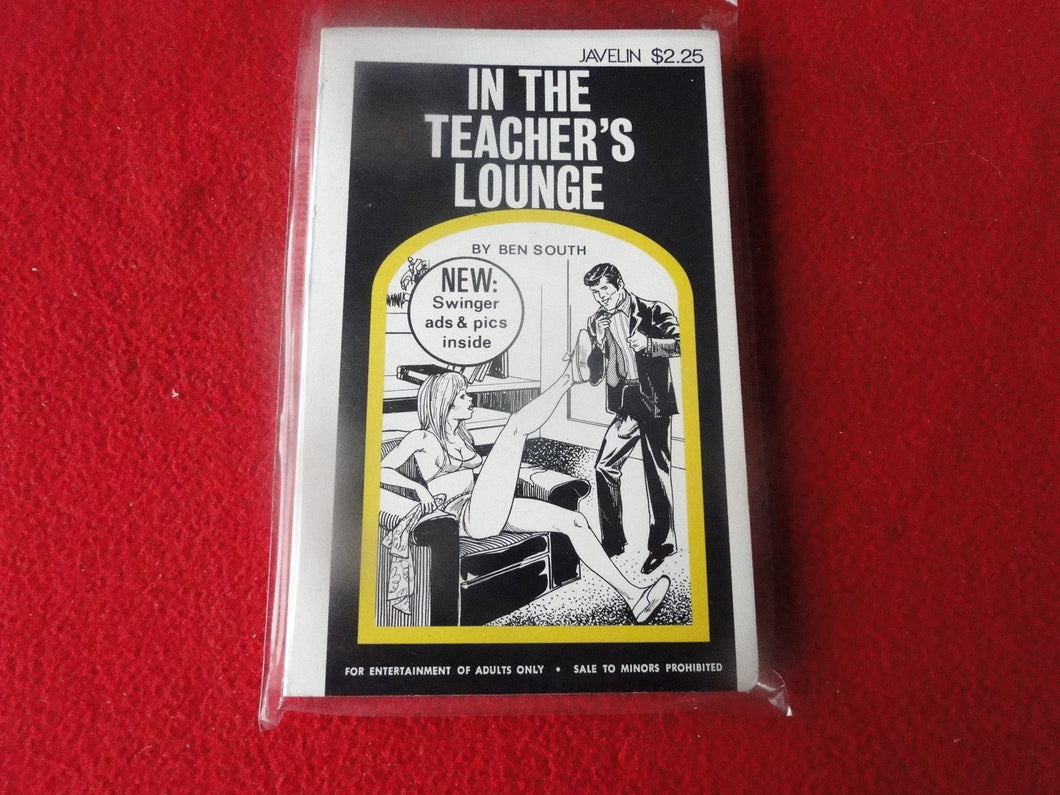 JAVELIN $2.25
IN THE
TEACHER'S
LOUNGE
BY BEN SOUTH
NEW:
Swinger
ads & pics
inside
FOR ENTERTAINMENT OF ADULTS ONLY • SALE TO MINORS PROHIBITED